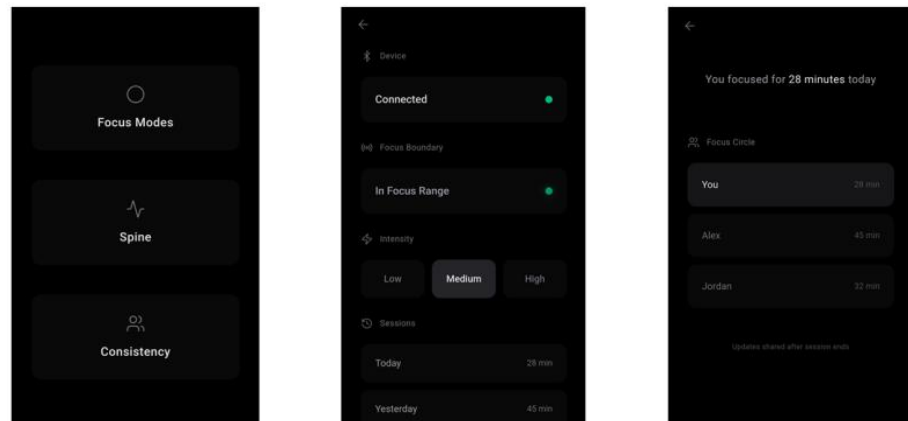 Focus Modes
Spine
Consistency
Device
Connected
Focus Boundary
In Focus Range
Intensity
Low Medium High
Sessions
Today 28 min
Yesterday 45 min
You focused for 28 minutes today
Focus Circle
You 28 min
Alex 45 min
Jordan 32 min
Updates shared after session ends